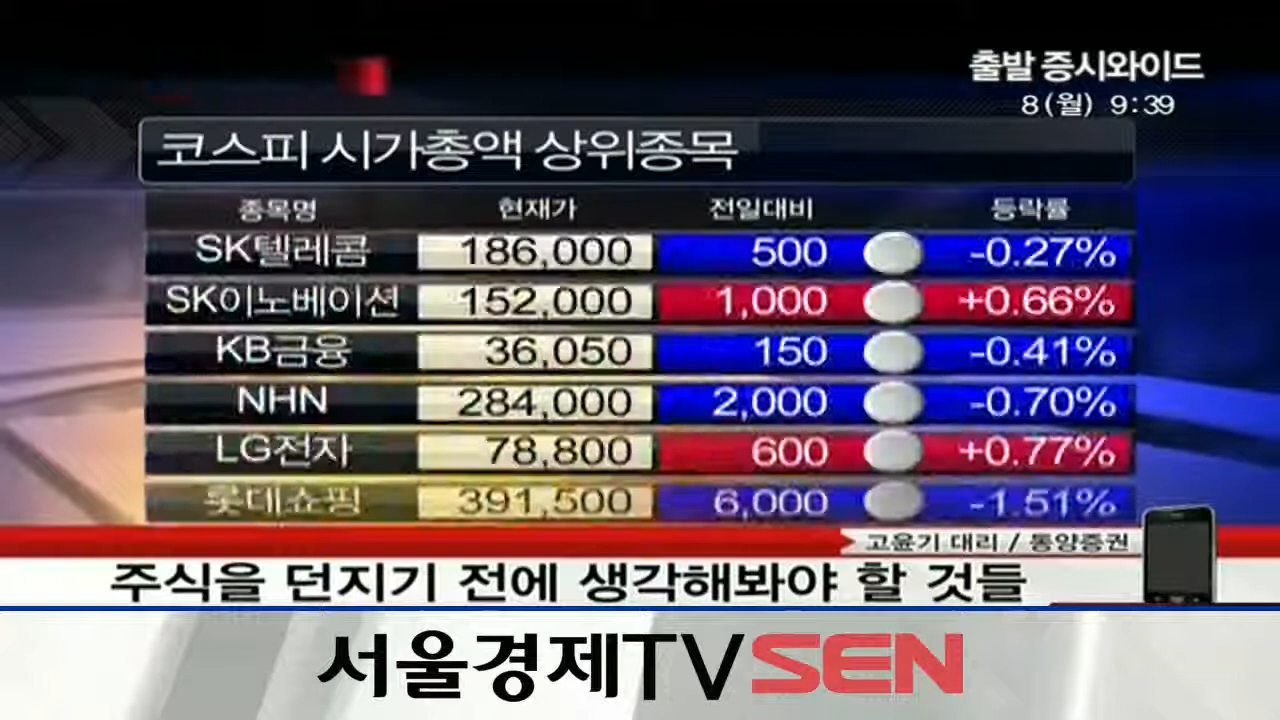 출발 증시와이드
8(월) 9:39
코스피 시가총액 상위종목
종목명 현재가 전일대비 등락률
SK텔레콤 186,000 500 -0.27%
SK이노베이션 152,000 1,000 +0.66%
KB금융 36,050 150 -0.41%
NHN 284,000 2,000 -0.70%
LG전자 78,800 600 +0.77%
롯데쇼핑 391,500 6,000 -1.51%
고윤기 대리 / 동양증권
주식을 던지기 전에 생각해봐야 할 것들
서울경제TV SEN